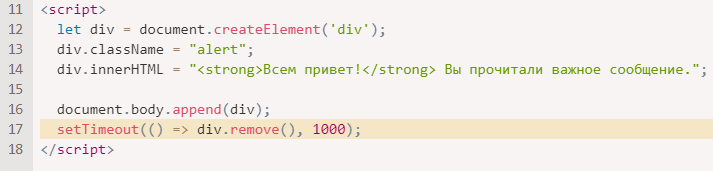 11 <script>
12 let div = document.createElement('div');
13 div.className = "alert";
14 div.innerHTML = "<strong>Всем привет!</strong> Вы прочитали важное сообщение.";
15
16 document.body.append(div);
17 setTimeout(() => div.remove(), 1000);
18 </script>